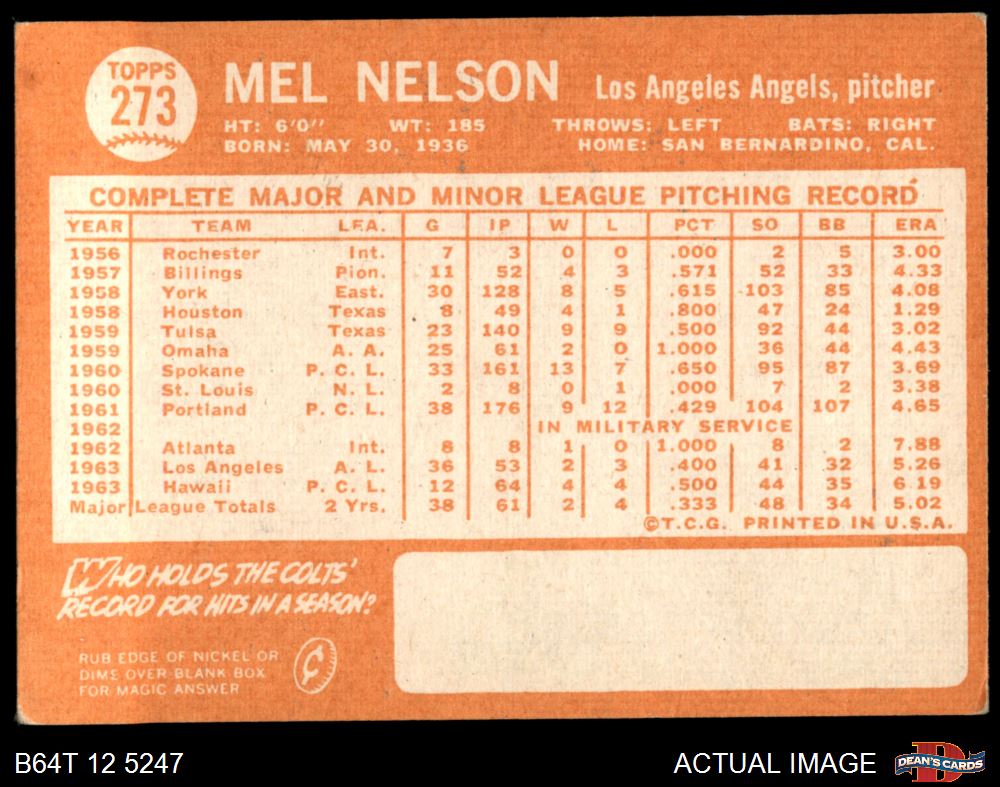 TOPPS
273
MEL NELSON Los Angeles Angels, pitcher
HT: 6'0" WT: 185 THROWS: LEFT BATS: RIGHT
BORN: MAY 30, 1936 HOME: SAN BERNARDINO, CAL.
COMPLETE MAJOR AND MINOR LEAGUE PITCHING RECORD
YEAR TEAM LEA. G IP W L PCT SO BB ERA
1956 Rochester Int. 7 3 0 0 .000 2 5 3.00
1957 Billings Pion. 11 52 4 3 .571 52 33 4.33
1958 York East. 30 128 8 5 .615 103 85 4.08
1958 Houston Texas 8 49 4 1 .800 47 24 1.29
1959 Tulsa Texas 23 140 9 9 .500 92 44 3.02
1959 Omaha A. A. 25 61 2 0 1.000 36 44 4.43
1960 Spokane P. C. L. 33 161 13 7 .650 95 87 3.69
1960 St. Louis N. L. 2 8 0 1 .000 7 2 3.38
1961 Portland P. C. L. 38 176 9 12 .429 104 107 4.65
1962 IN MILITARY SERVICE
1962 Atlanta Int. 8 8 1 0 1.000 8 2 7.88
1963 Los Angeles A. L. 36 53 2 3 .400 41 32 5.26
1963 Hawaii P. C. L. 12 64 4 4 .500 44 35 6.19
Major League Totals 2 Yrs. 38 61 2 4 .333 48 34 5.02
©T.C.G. PRINTED IN U.S.A.
WHO HOLDS THE COLTS'
RECORD FOR HITS IN A SEASON?
RUB EDGE OF NICKEL OR
DIME OVER BLANK BOX
FOR MAGIC ANSWER
¢
B64T 12 5247 ACTUAL IMAGE DEAN'S CARDS